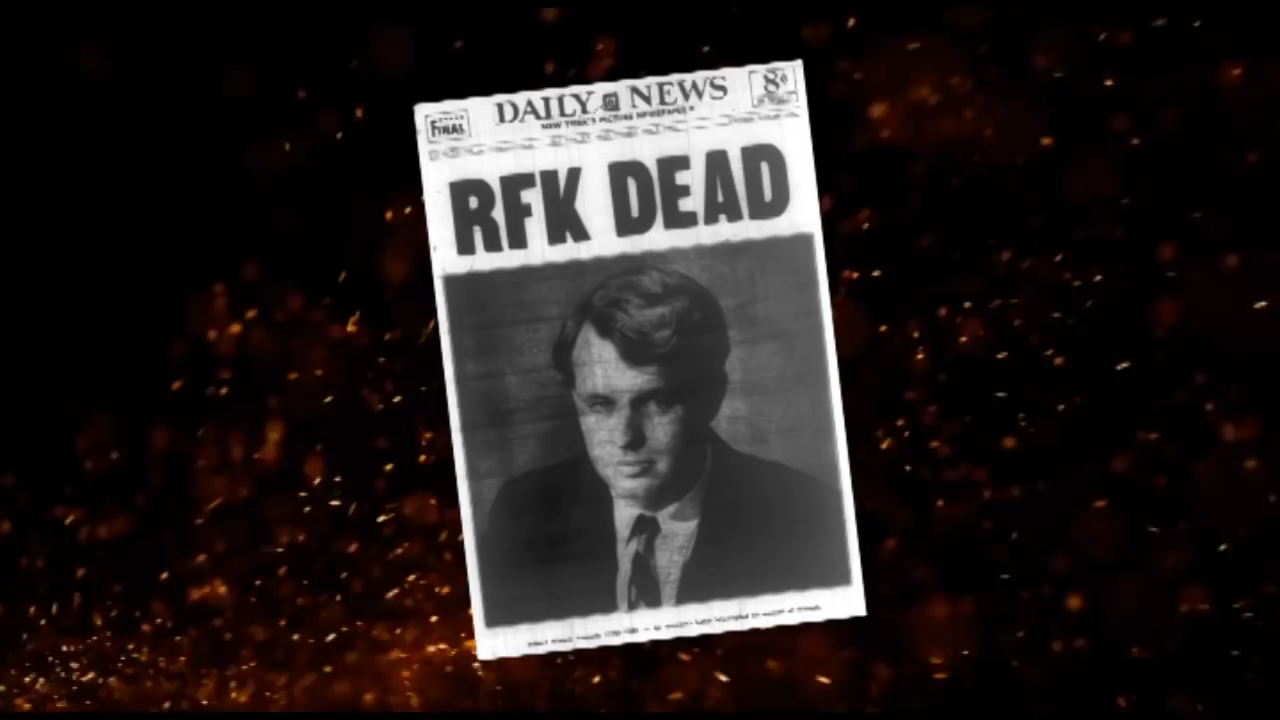 DAILY NEWS
8¢
FINAL
NEW YORK'S PICTURE NEWSPAPER
RFK DEAD